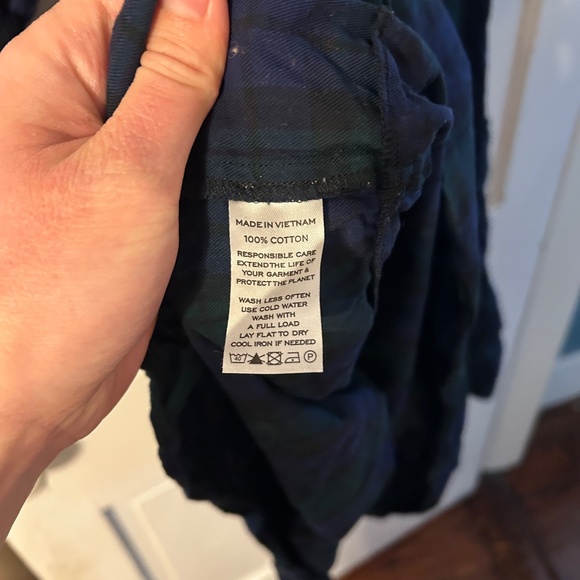 MADE IN VIETNAM
100% COTTON
RESPONSIBLE CARE
EXTEND THE LIFE OF
YOUR GARMENT &
PROTECT THE PLANET
WASH LESS OFTEN
USE COLD WATER
WASH WITH
A FULL LOAD
LAY FLAT TO DRY
COOL IRON IF NEEDED
P